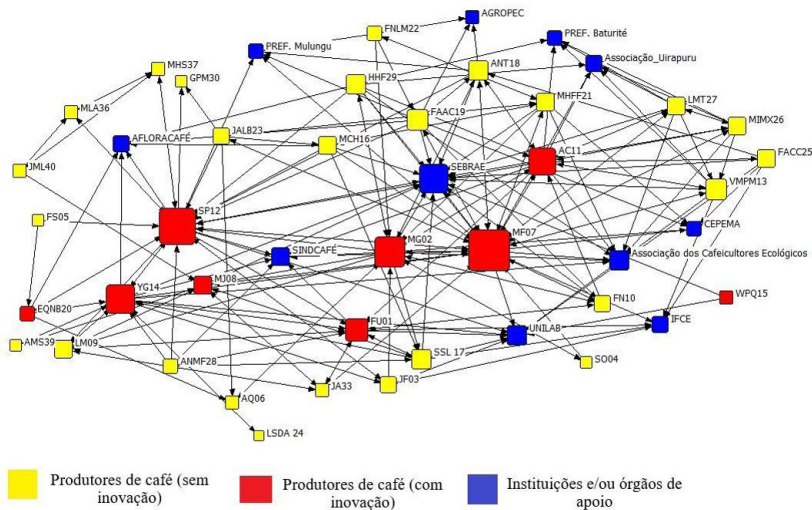 AGROPEC
FNLM22
PREF. Baturité
PREF. Mulungu
Associação_Uirapuru
MHS37
ANT18
GPM30
HHF29
MHFF21
LMT27
MLA36
FAAC19
MIMX26
JALB23
AFLORACAFÉ
MCH16
AC11
FACC25
JML40
SEBRAE
VMPM13
SP12
FS05
CEPEMA
MG02
MF07
SINDCAFÉ
Associação dos Cafeicultores Ecológicos
YG14
MJ08
WPQ15
FN10
EQNB20
FU01
IFCE
UNILAB
AMS39
LM09
SSL 17
ANMF28
SO04
JA33
JF03
AQ06
LSDA 24
Produtores de café (sem
inovação)
Produtores de café (com
inovação)
Instituições e/ou órgãos de
apoio